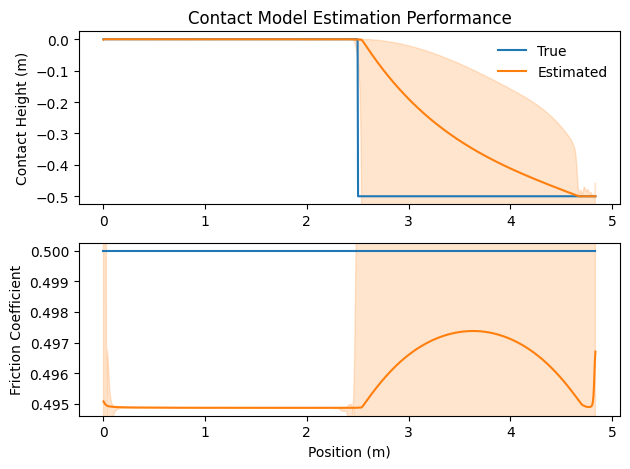 Contact Model Estimation Performance
Contact Height (m)
0.0
−0.1
−0.2
−0.3
−0.4
−0.5
True
Estimated
0 1 2 3 4 5
Friction Coefficient
0.500
0.499
0.498
0.497
0.496
0.495
0 1 2 3 4 5
Position (m)